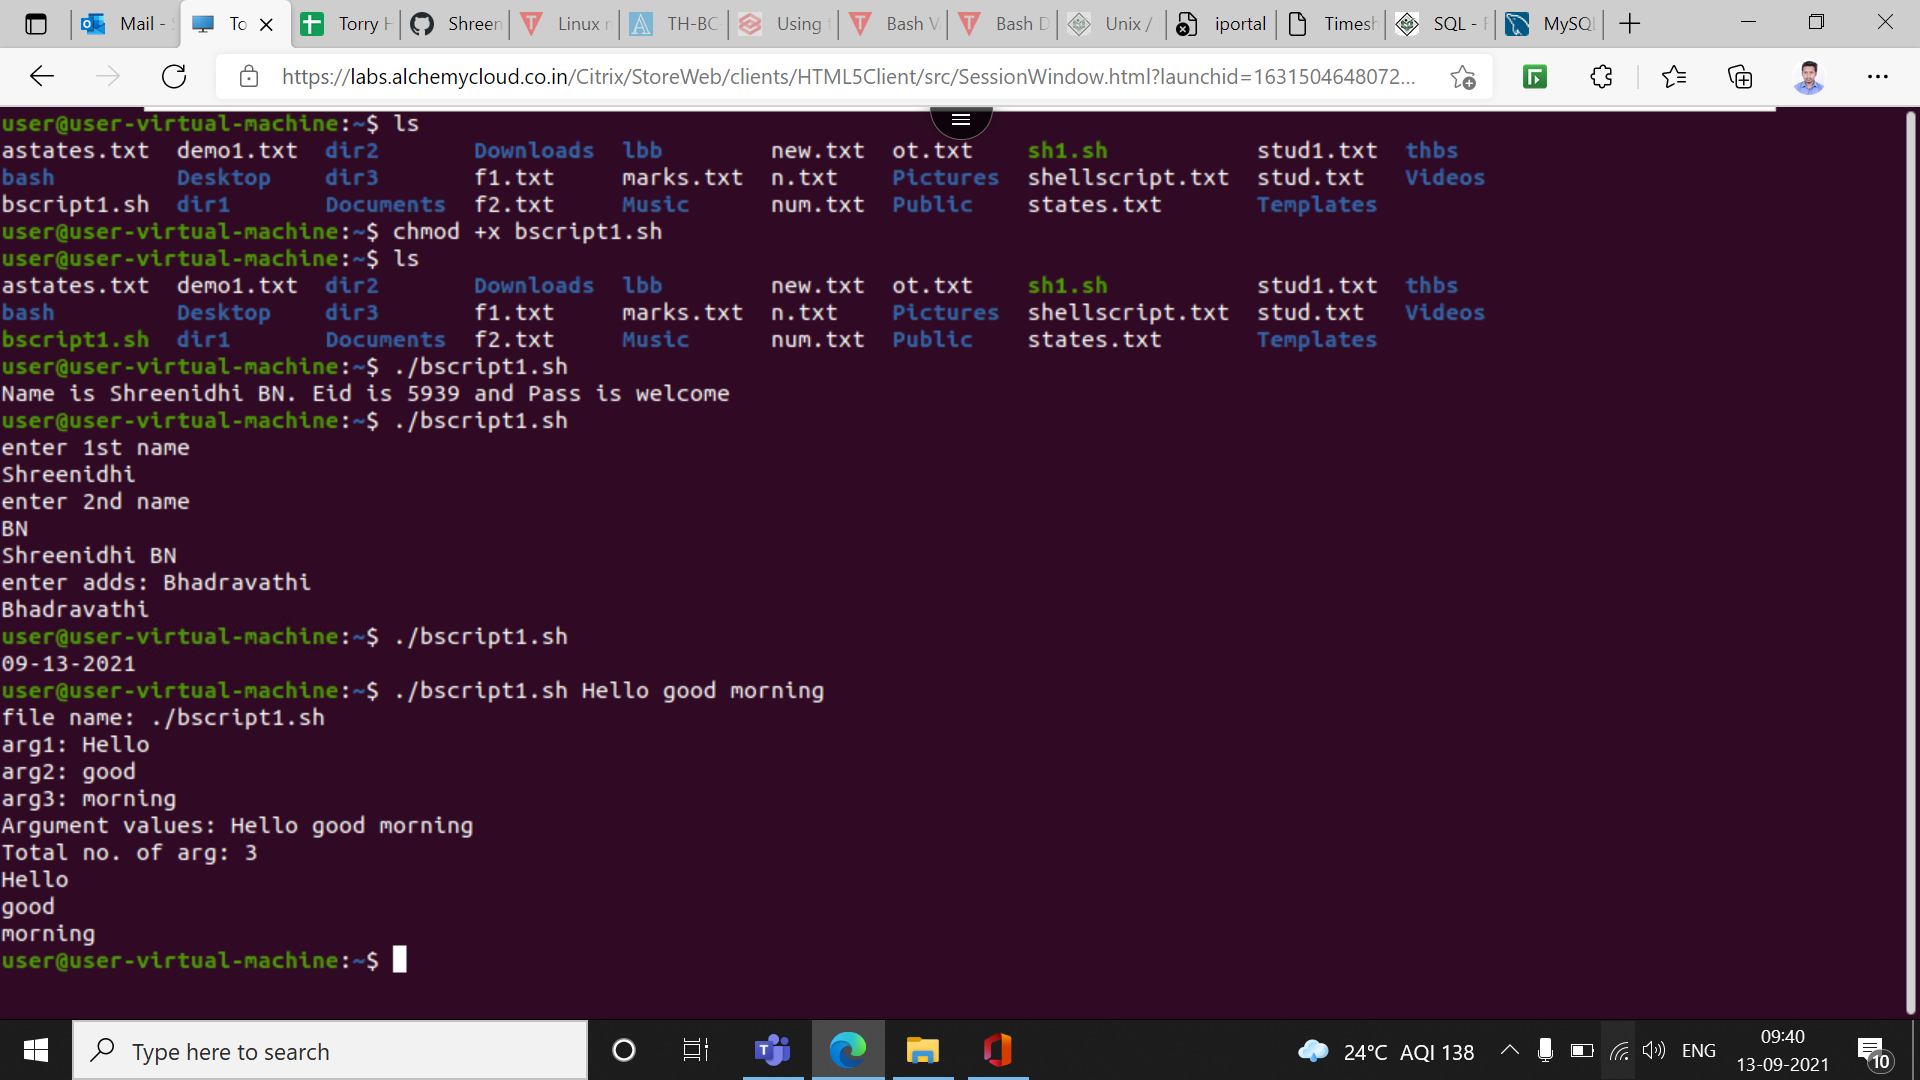 Mail -
To
Torry H
Shreen
Linux
TH-BC-
Using
Bash V
Bash D
Unix /
iportal
Timesh
SQL -
MySQL
https://labs.alchemycloud.co.in/Citrix/StoreWeb/clients/HTML5Client/src/SessionWindow.html?launchid=1631504648072...
user@user-virtual-machine:~$ ls
astates.txt demo1.txt dir2 Downloads lbb new.txt ot.txt sh1.sh stud1.txt thbs
bash Desktop dir3 f1.txt marks.txt n.txt Pictures shellscript.txt stud.txt Videos
bscript1.sh dir1 Documents f2.txt Music num.txt Public states.txt Templates
user@user-virtual-machine:~$ chmod +x bscript1.sh
user@user-virtual-machine:~$ ls
astates.txt demo1.txt dir2 Downloads lbb new.txt ot.txt sh1.sh stud1.txt thbs
bash Desktop dir3 f1.txt marks.txt n.txt Pictures shellscript.txt stud.txt Videos
bscript1.sh dir1 Documents f2.txt Music num.txt Public states.txt Templates
user@user-virtual-machine:~$ ./bscript1.sh
Name is Shreenidhi BN. Eid is 5939 and Pass is welcome
user@user-virtual-machine:~$ ./bscript1.sh
enter 1st name
Shreenidhi
enter 2nd name
BN
Shreenidhi BN
enter adds: Bhadravathi
Bhadravathi
user@user-virtual-machine:~$ ./bscript1.sh
09-13-2021
user@user-virtual-machine:~$ ./bscript1.sh Hello good morning
file name: ./bscript1.sh
arg1: Hello
arg2: good
arg3: morning
Argument values: Hello good morning
Total no. of arg: 3
Hello
good
morning
user@user-virtual-machine:~$
Type here to search
24°C AQI 138
ENG
09:40
13-09-2021
10